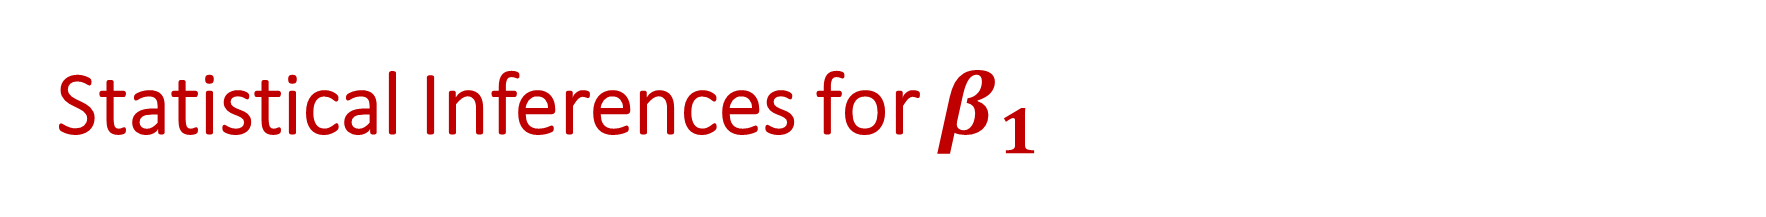 Statistical Inferences for β₁